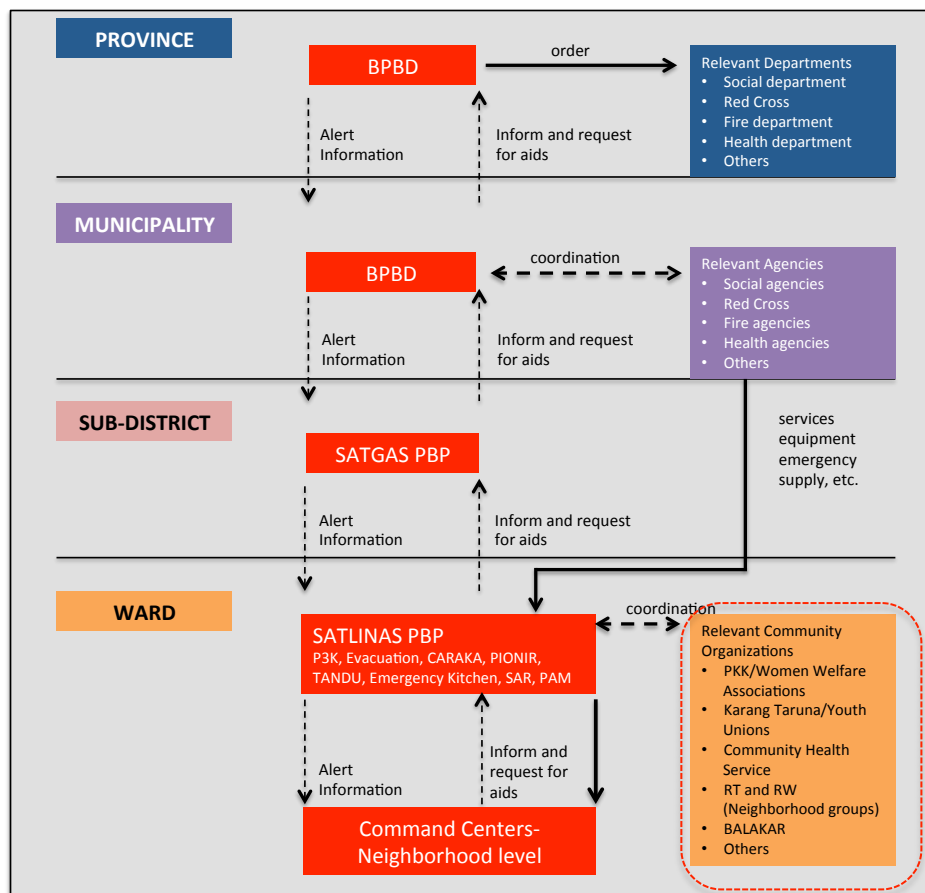 PROVINCE
BPBD
order
Relevant Departments
• Social department
• Red Cross
• Fire department
• Health department
• Others
Alert
Information
Inform and request
for aids
MUNICIPALITY
BPBD
coordination
Relevant Agencies
• Social agencies
• Red Cross
• Fire agencies
• Health agencies
• Others
Alert
Information
Inform and request
for aids
SUB-DISTRICT
SATGAS PBP
services
equipment
emergency
supply, etc.
Alert
Information
Inform and request
for aids
WARD
SATLINAS PBP
P3K, Evacuation, CARAKA, PIONIR,
TANDU, Emergency Kitchen, SAR, PAM
coordination
Relevant Community
Organizations
• PKK/Women Welfare
Associations
• Karang Taruna/Youth
Unions
• Community Health
Service
• RT and RW
(Neighborhood groups)
• BALAKAR
• Others
Alert
Information
Inform and
request for
aids
Command Centers-
Neighborhood level